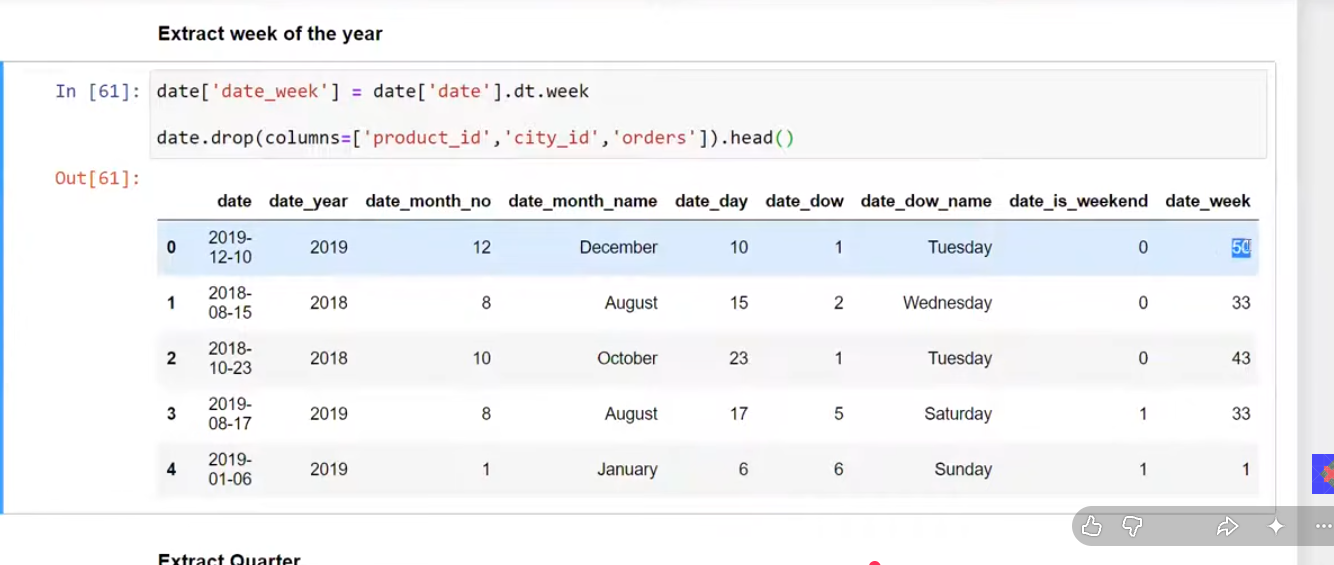 Extract week of the year
In [61]: date['date_week'] = date['date'].dt.week
date.drop(columns=['product_id','city_id','orders']).head()
Out[61]:
date date_year date_month_no date_month_name date_day date_dow date_dow_name date_is_weekend date_week
0 2019-12-10 2019 12 December 10 1 Tuesday 0 50
1 2018-08-15 2018 8 August 15 2 Wednesday 0 33
2 2018-10-23 2018 10 October 23 1 Tuesday 0 43
3 2019-08-17 2019 8 August 17 5 Saturday 1 33
4 2019-01-06 2019 1 January 6 6 Sunday 1 1
Extract Quarter